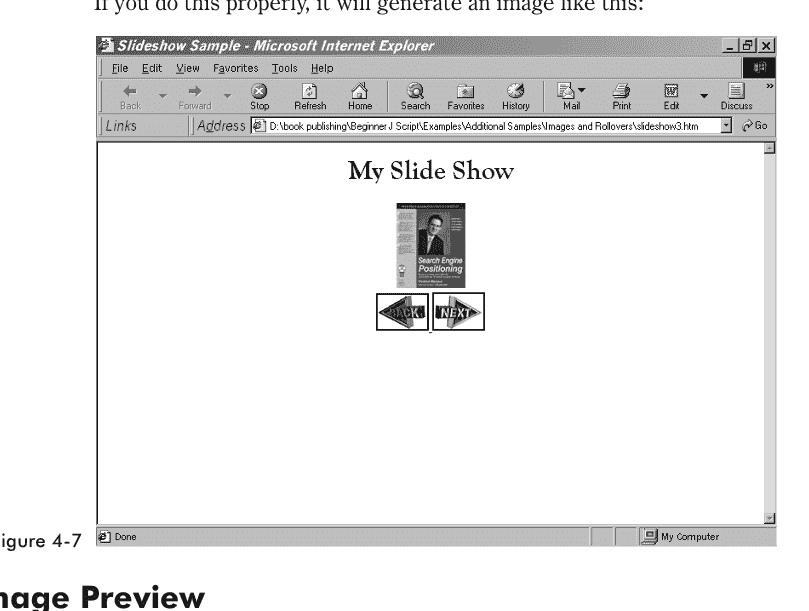 If you do this properly, it will generate an image like this:
Slideshow Sample - Microsoft Internet Explorer
File Edit View Favorites Tools Help
Back Forward Stop Refresh Home Search Favorites History Mail Print Edit Discuss »
Links Address D:\book publishing\Beginner J Script\Examples\Additional Samples\Images and Rollovers\slideshow3.htm Go
My Slide Show
Search Engine
Positioning
BACK NEXT
Done My Computer
igure 4-7
mage Preview